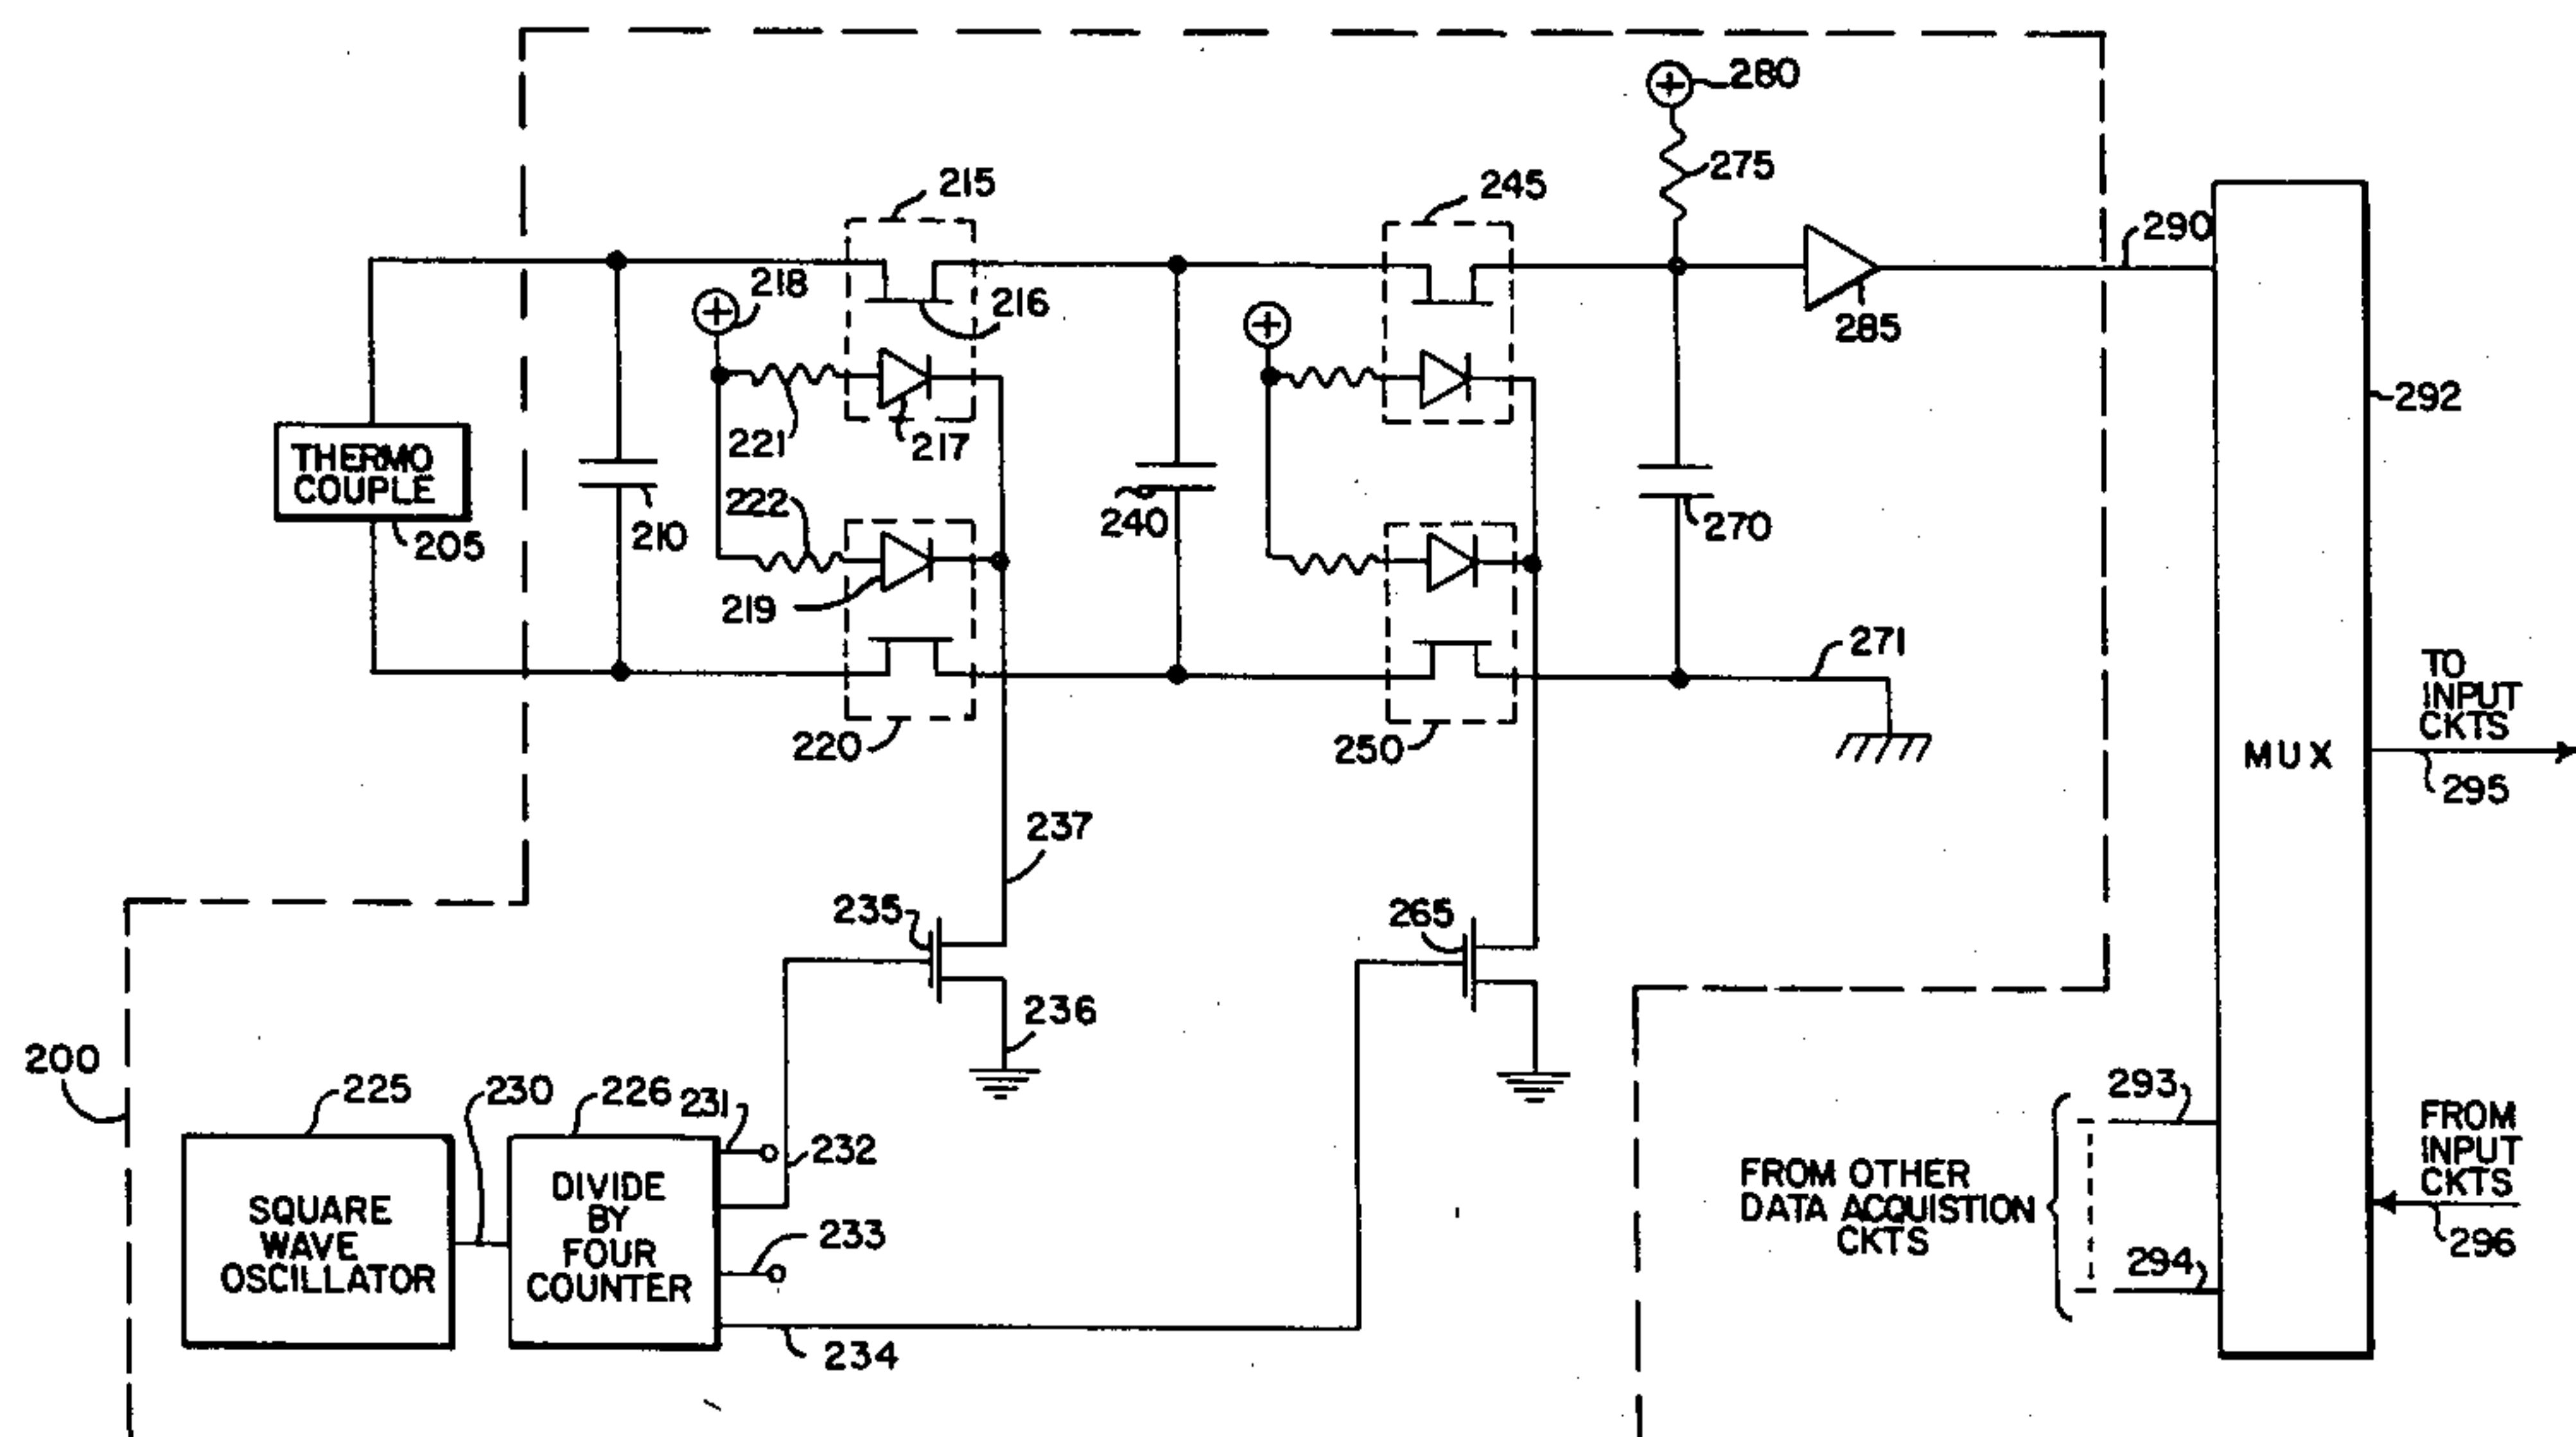 280
275
215
245
290
218
216
285
292
221
217
THERMO
COUPLE
205
210
222
240
270
219
271
TO
INPUT
CKTS
220
250
MUX
295
237
235
265
236
200
225
230
226
231
232
293
FROM
INPUT
CKTS
SQUARE
WAVE
OSCILLATOR
DIVIDE
BY
FOUR
COUNTER
233
FROM OTHER
DATA ACQUISTION
CKTS
296
294
234